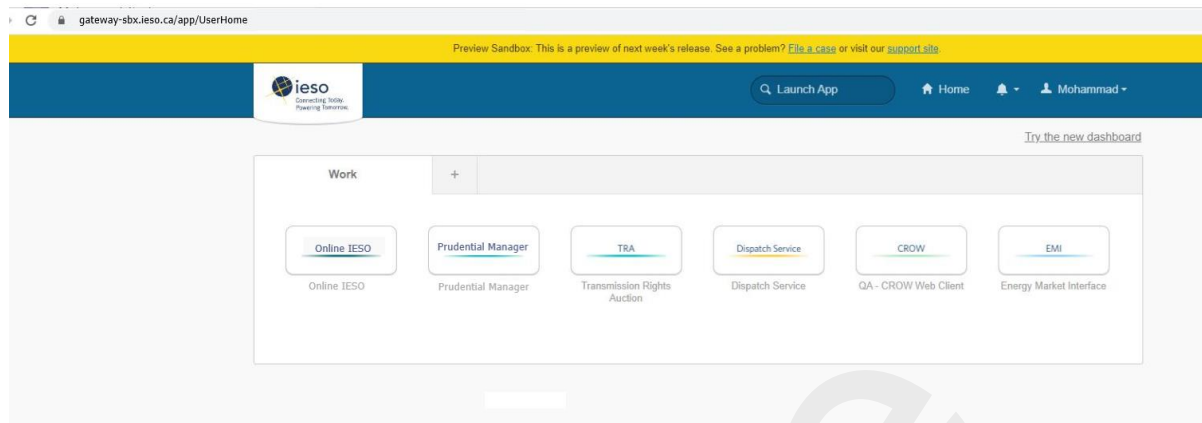 gateway-sbx.ieso.ca/app/UserHome
Preview Sandbox: This is a preview of next week's release. See a problem? File a case or visit our support site.
ieso
Connecting Today.
Powering Tomorrow.
Launch App
Home
Mohammad
Try the new dashboard
Work
+
Online IESO
Prudential Manager
TRA
Dispatch Service
CROW
EMI
Online IESO
Prudential Manager
Transmission Rights
Auction
Dispatch Service
QA - CROW Web Client
Energy Market Interface